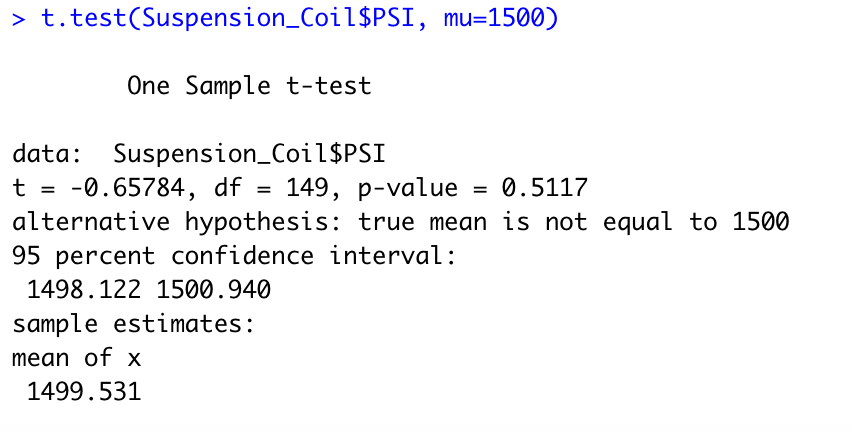 > t.test(Suspension_Coil$PSI, mu=1500)
One Sample t-test
data:  Suspension_Coil$PSI
t = -0.65784, df = 149, p-value = 0.5117
alternative hypothesis: true mean is not equal to 1500
95 percent confidence interval:
1498.122 1500.940
sample estimates:
mean of x
1499.531